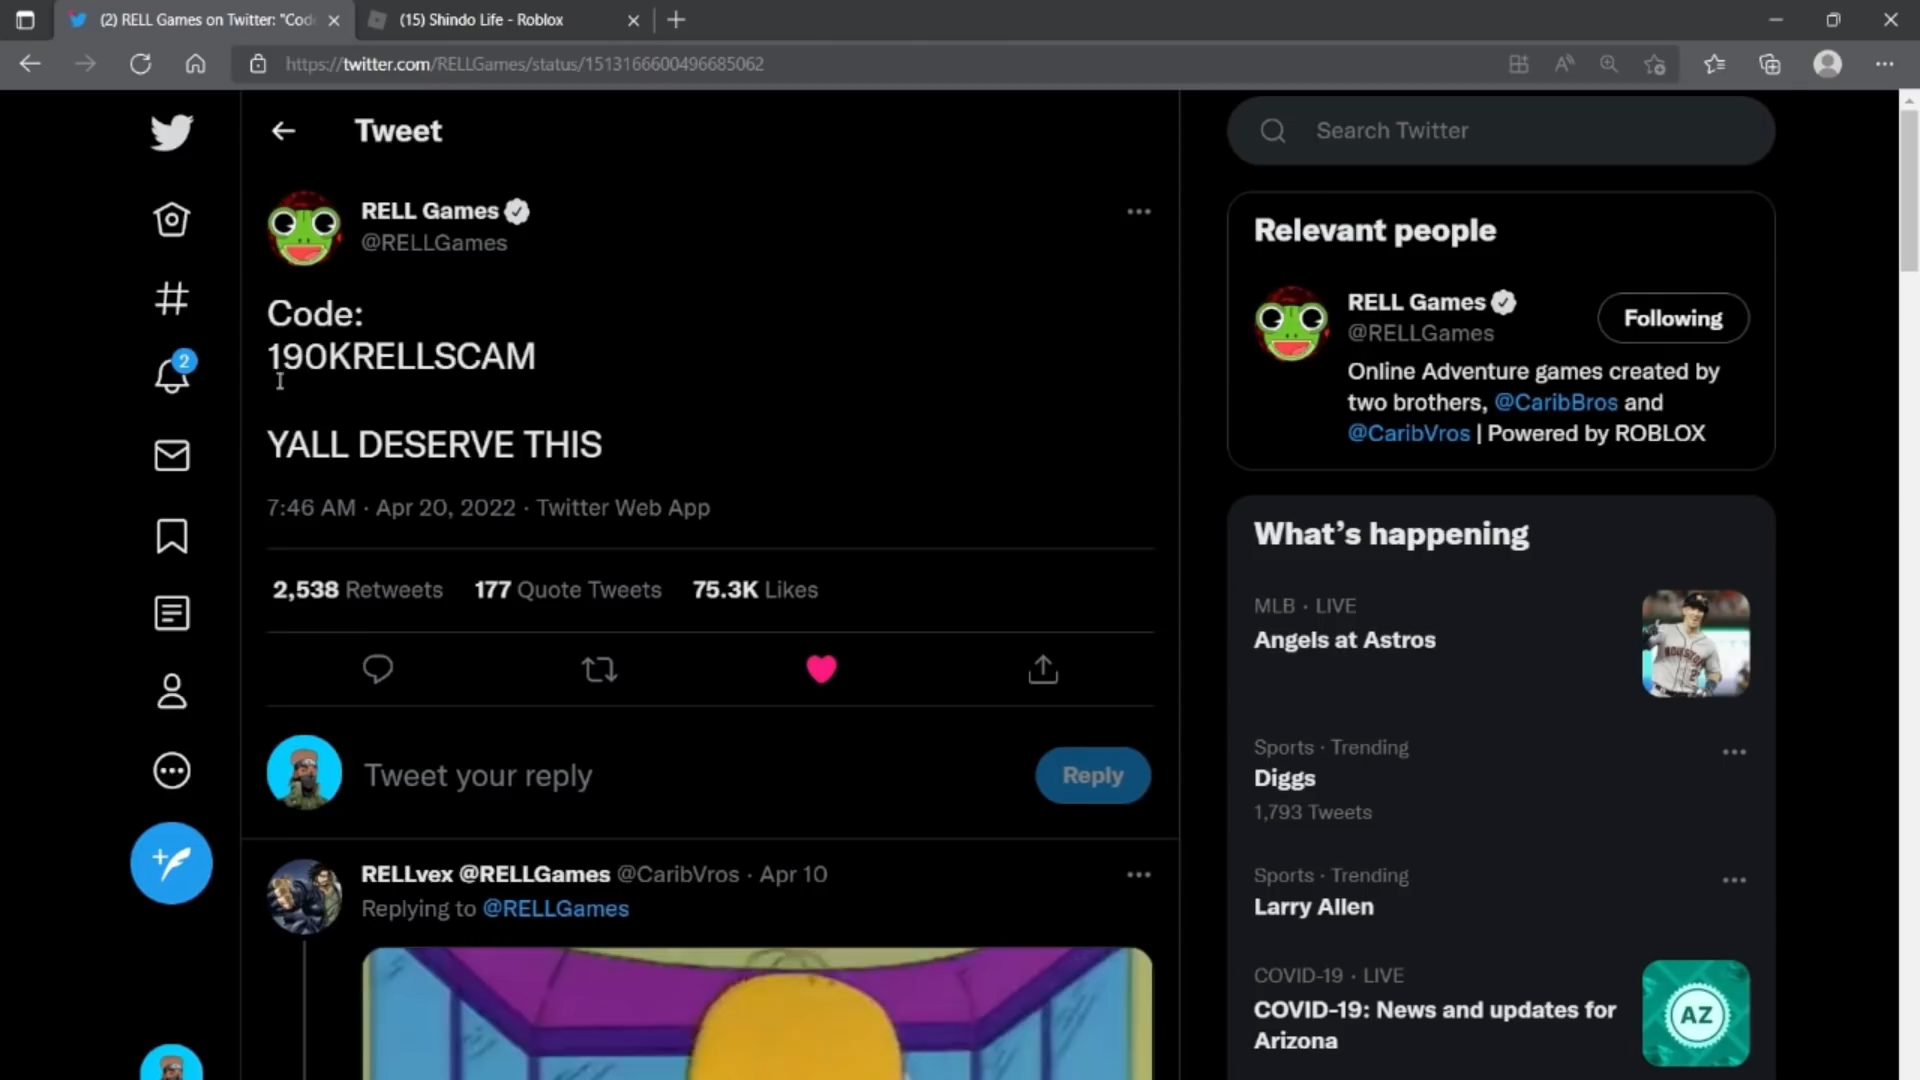 (2) RELL Games on Twitter: "Cod
(15) Shindo Life - Roblox
https://twitter.com/RELLGames/status/1513166600496685062
Tweet
RELL Games
@RELLGames
Code:
190KRELLSCAM
YALL DESERVE THIS
7:46 AM · Apr 20, 2022 · Twitter Web App
2,538 Retweets 177 Quote Tweets 75.3K Likes
Tweet your reply
Reply
RELLvex @RELLGames @CaribVros · Apr 10
Replying to @RELLGames
2
Search Twitter
Relevant people
RELL Games
@RELLGames
Following
Online Adventure games created by
two brothers, @CaribBros and
@CaribVros | Powered by ROBLOX
What's happening
MLB · LIVE
Angels at Astros
HOUSTON
Sports · Trending
Diggs
1,793 Tweets
Sports · Trending
Larry Allen
COVID-19 · LIVE
COVID-19: News and updates for
Arizona
AZ